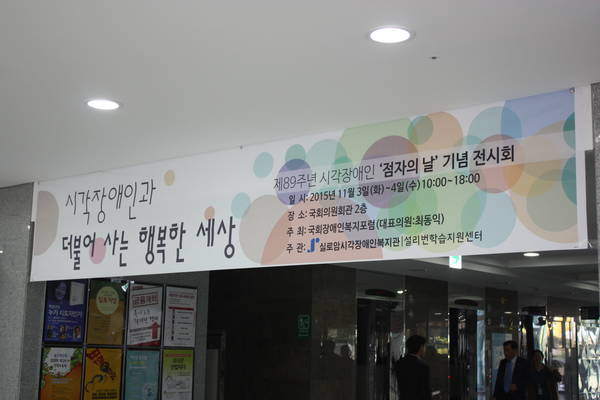 시각장애인과
더불어 사는 행복한 세상
제89주년 시각장애인 '점자의 날' 기념 전시회
일 시: 2015년 11월 3일(화)~4일(수) 10:00~18:00
장 소: 국회의원회관 2층
주 최: 국회장애인복지포럼(대표의원:최동익)
주 관: 실로암시각장애인복지관 | 설리번학습지원센터